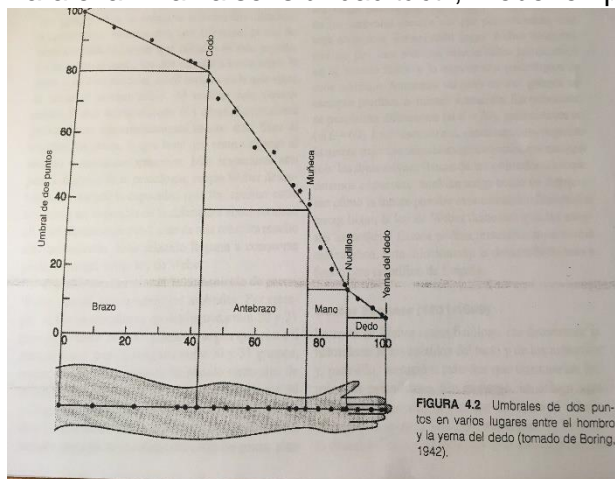 100
80
60
40
20
0
Umbral de dos puntos
Codo
Muñeca
Nudillos
Yema del dedo
Brazo
Antebrazo
Mano
Dedo
0 20 40 60 80 100
FIGURA 4.2 Umbrales de dos pun-
tos en varios lugares entre el hombro
y la yema del dedo (tomado de Boring,
1942).